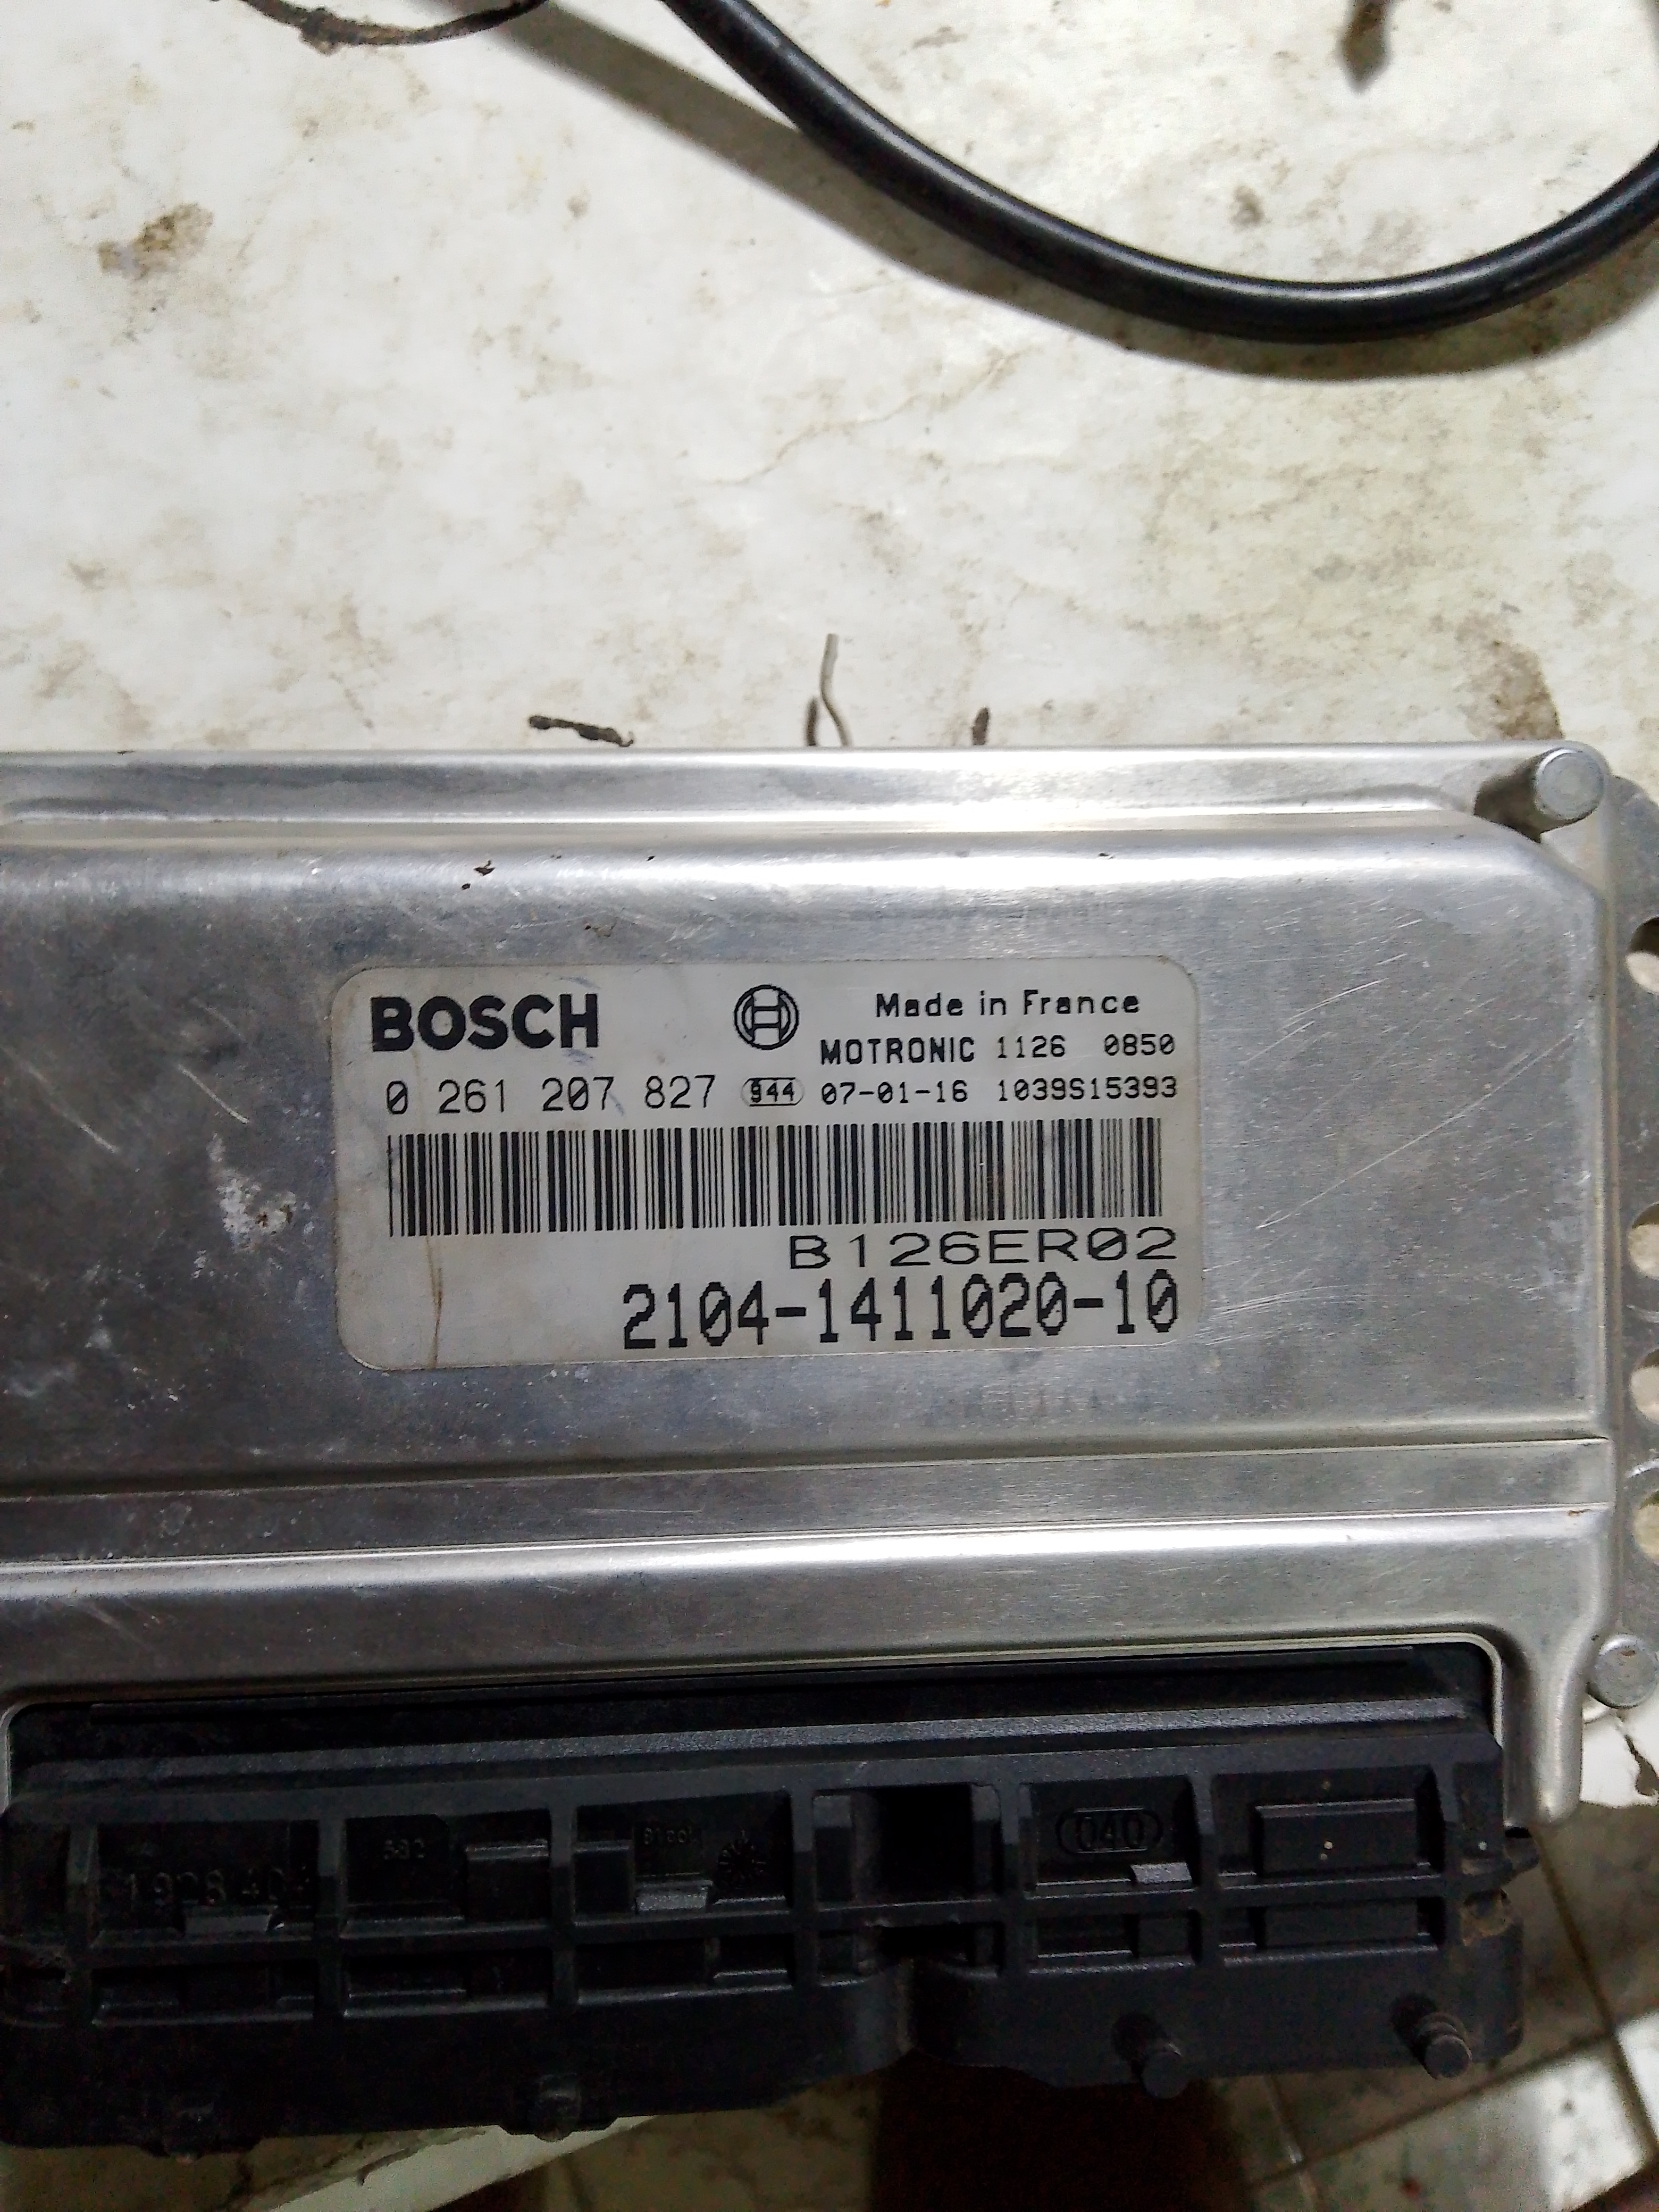 BOSCH
Made in France
MOTRONIC 1126 0850
0 261 207 827 944 07-01-16 1039S15393
B126ER02
2104-1411020-10
040